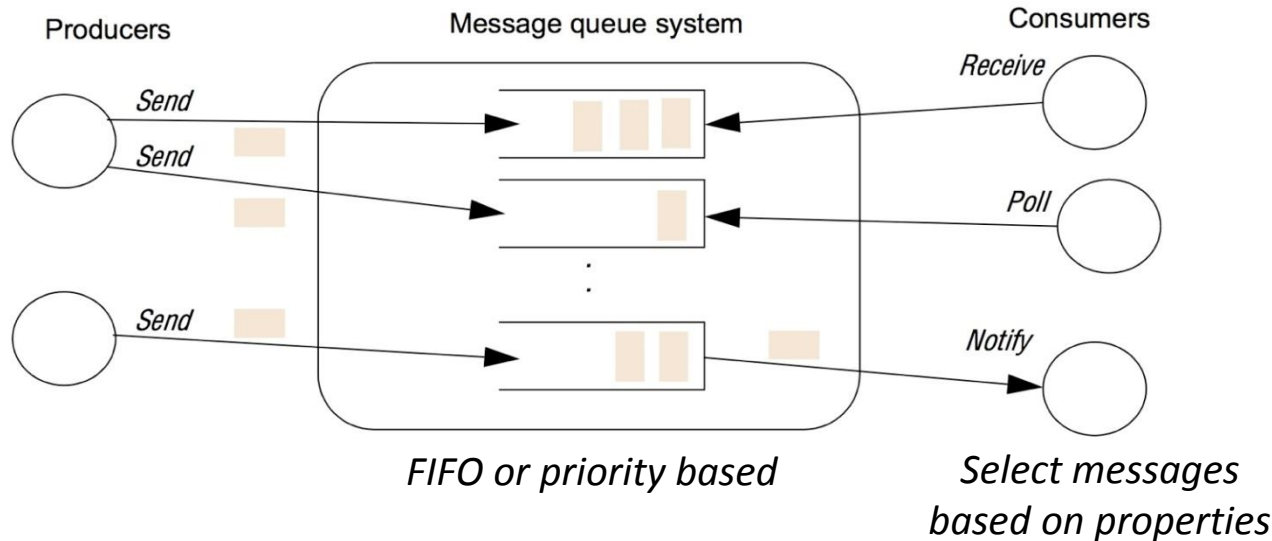 Producers
Message queue system
Consumers
Send
Receive
Send
Poll
:
Send
Notify
FIFO or priority based
Select messages
based on properties